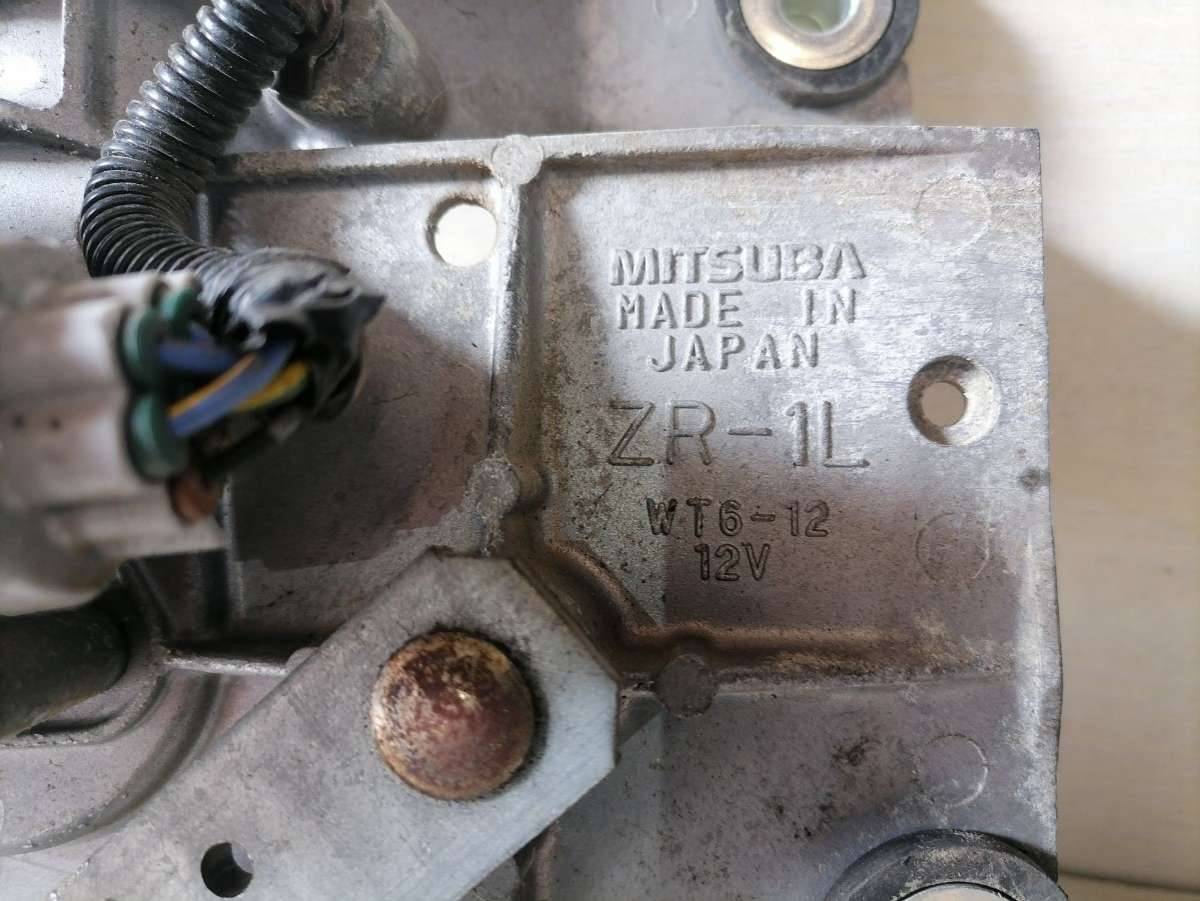 MITSUBA
MADE IN
JAPAN
ZR-1L
WT6-12
12V